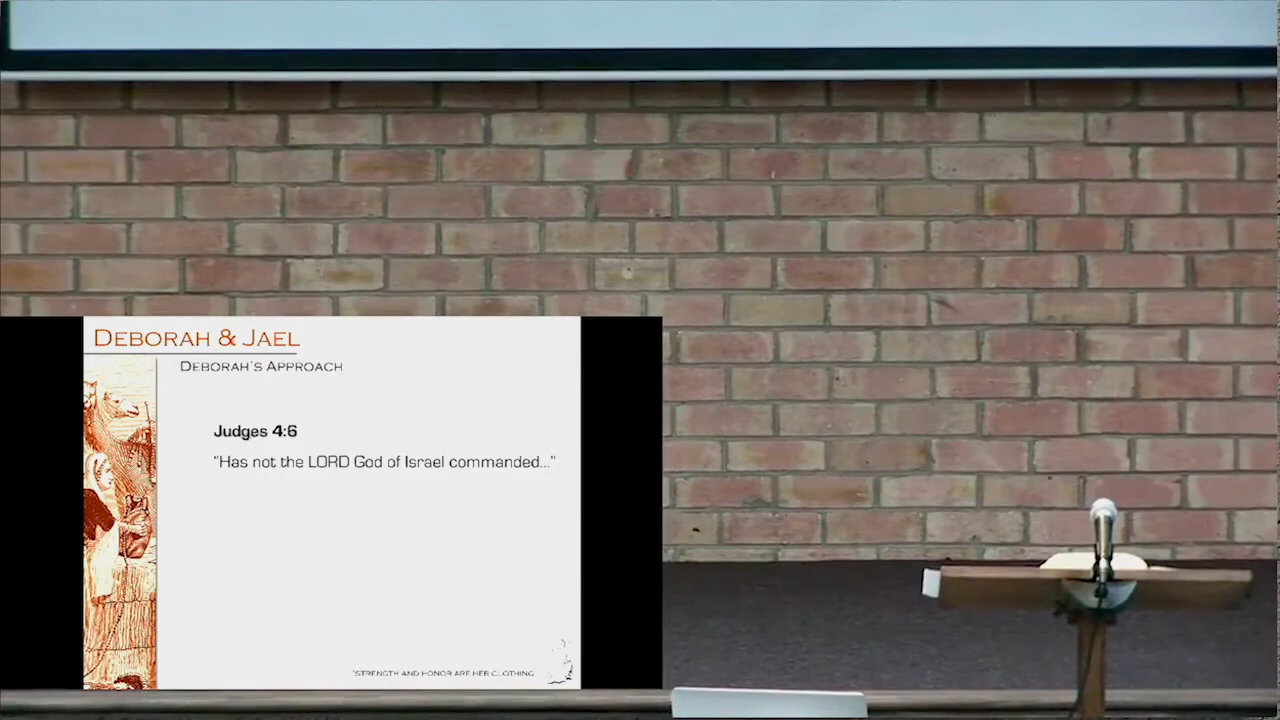 DEBORAH & JAEL
DEBORAH'S APPROACH
Judges 4:6
"Has not the LORD God of Israel commanded..."
"STRENGTH AND HONOR ARE HER CLOTHING